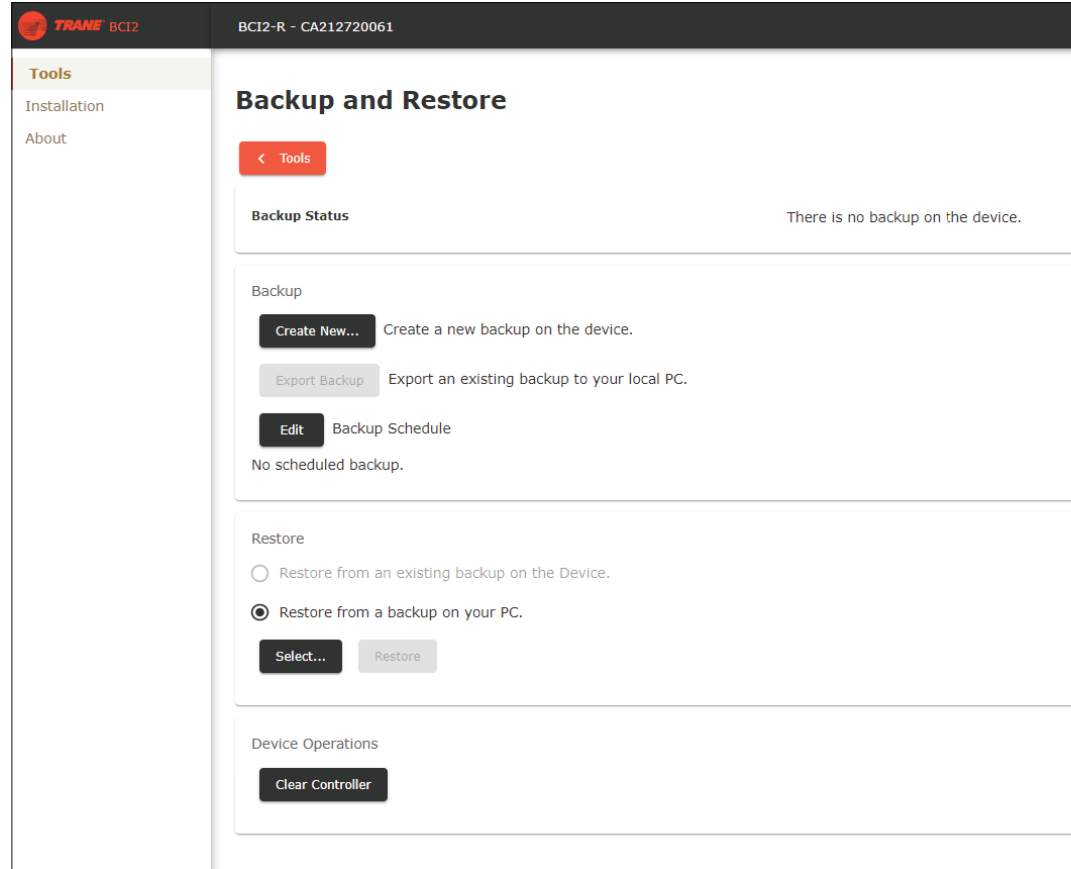 TRANE BCI2
BCI2-R - CA212720061
Tools
Installation
About
Backup and Restore
< Tools
Backup Status
There is no backup on the device.
Backup
Create New... Create a new backup on the device.
Export Backup Export an existing backup to your local PC.
Edit Backup Schedule
No scheduled backup.
Restore
Restore from an existing backup on the Device.
Restore from a backup on your PC.
Select... Restore
Device Operations
Clear Controller